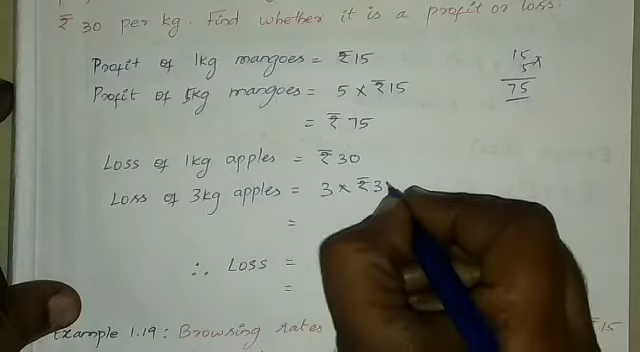 ₹ 30 per kg. Find whether it is a profit or loss.
Profit of 1kg mangoes = ₹15
Profit of 5kg mangoes = 5 × ₹15
= ₹ 75
15 ×
5
75
Loss of 1kg apples = ₹30
Loss of 3kg apples = 3 × ₹3
=
∴ Loss =
=
Example 1.19: Browsing rates ₹15